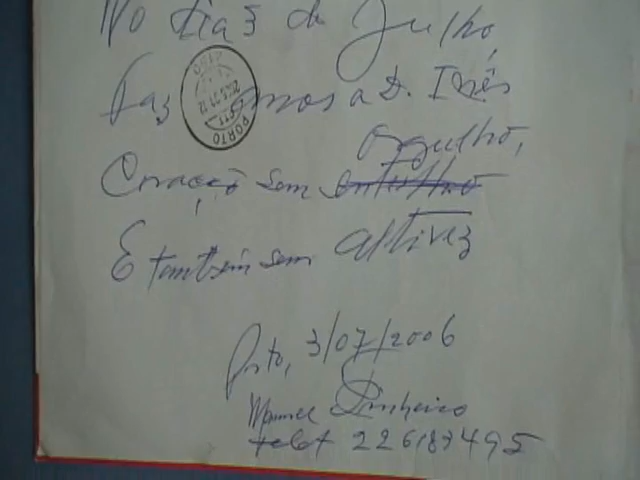 No dia 3 de Julho,
Faz anos a D. Inês
orgulho,
Coração sem
E também sem altivez
Porto, 3/07/2006
Manuel Pinheiro
telef 226187495
PORTO